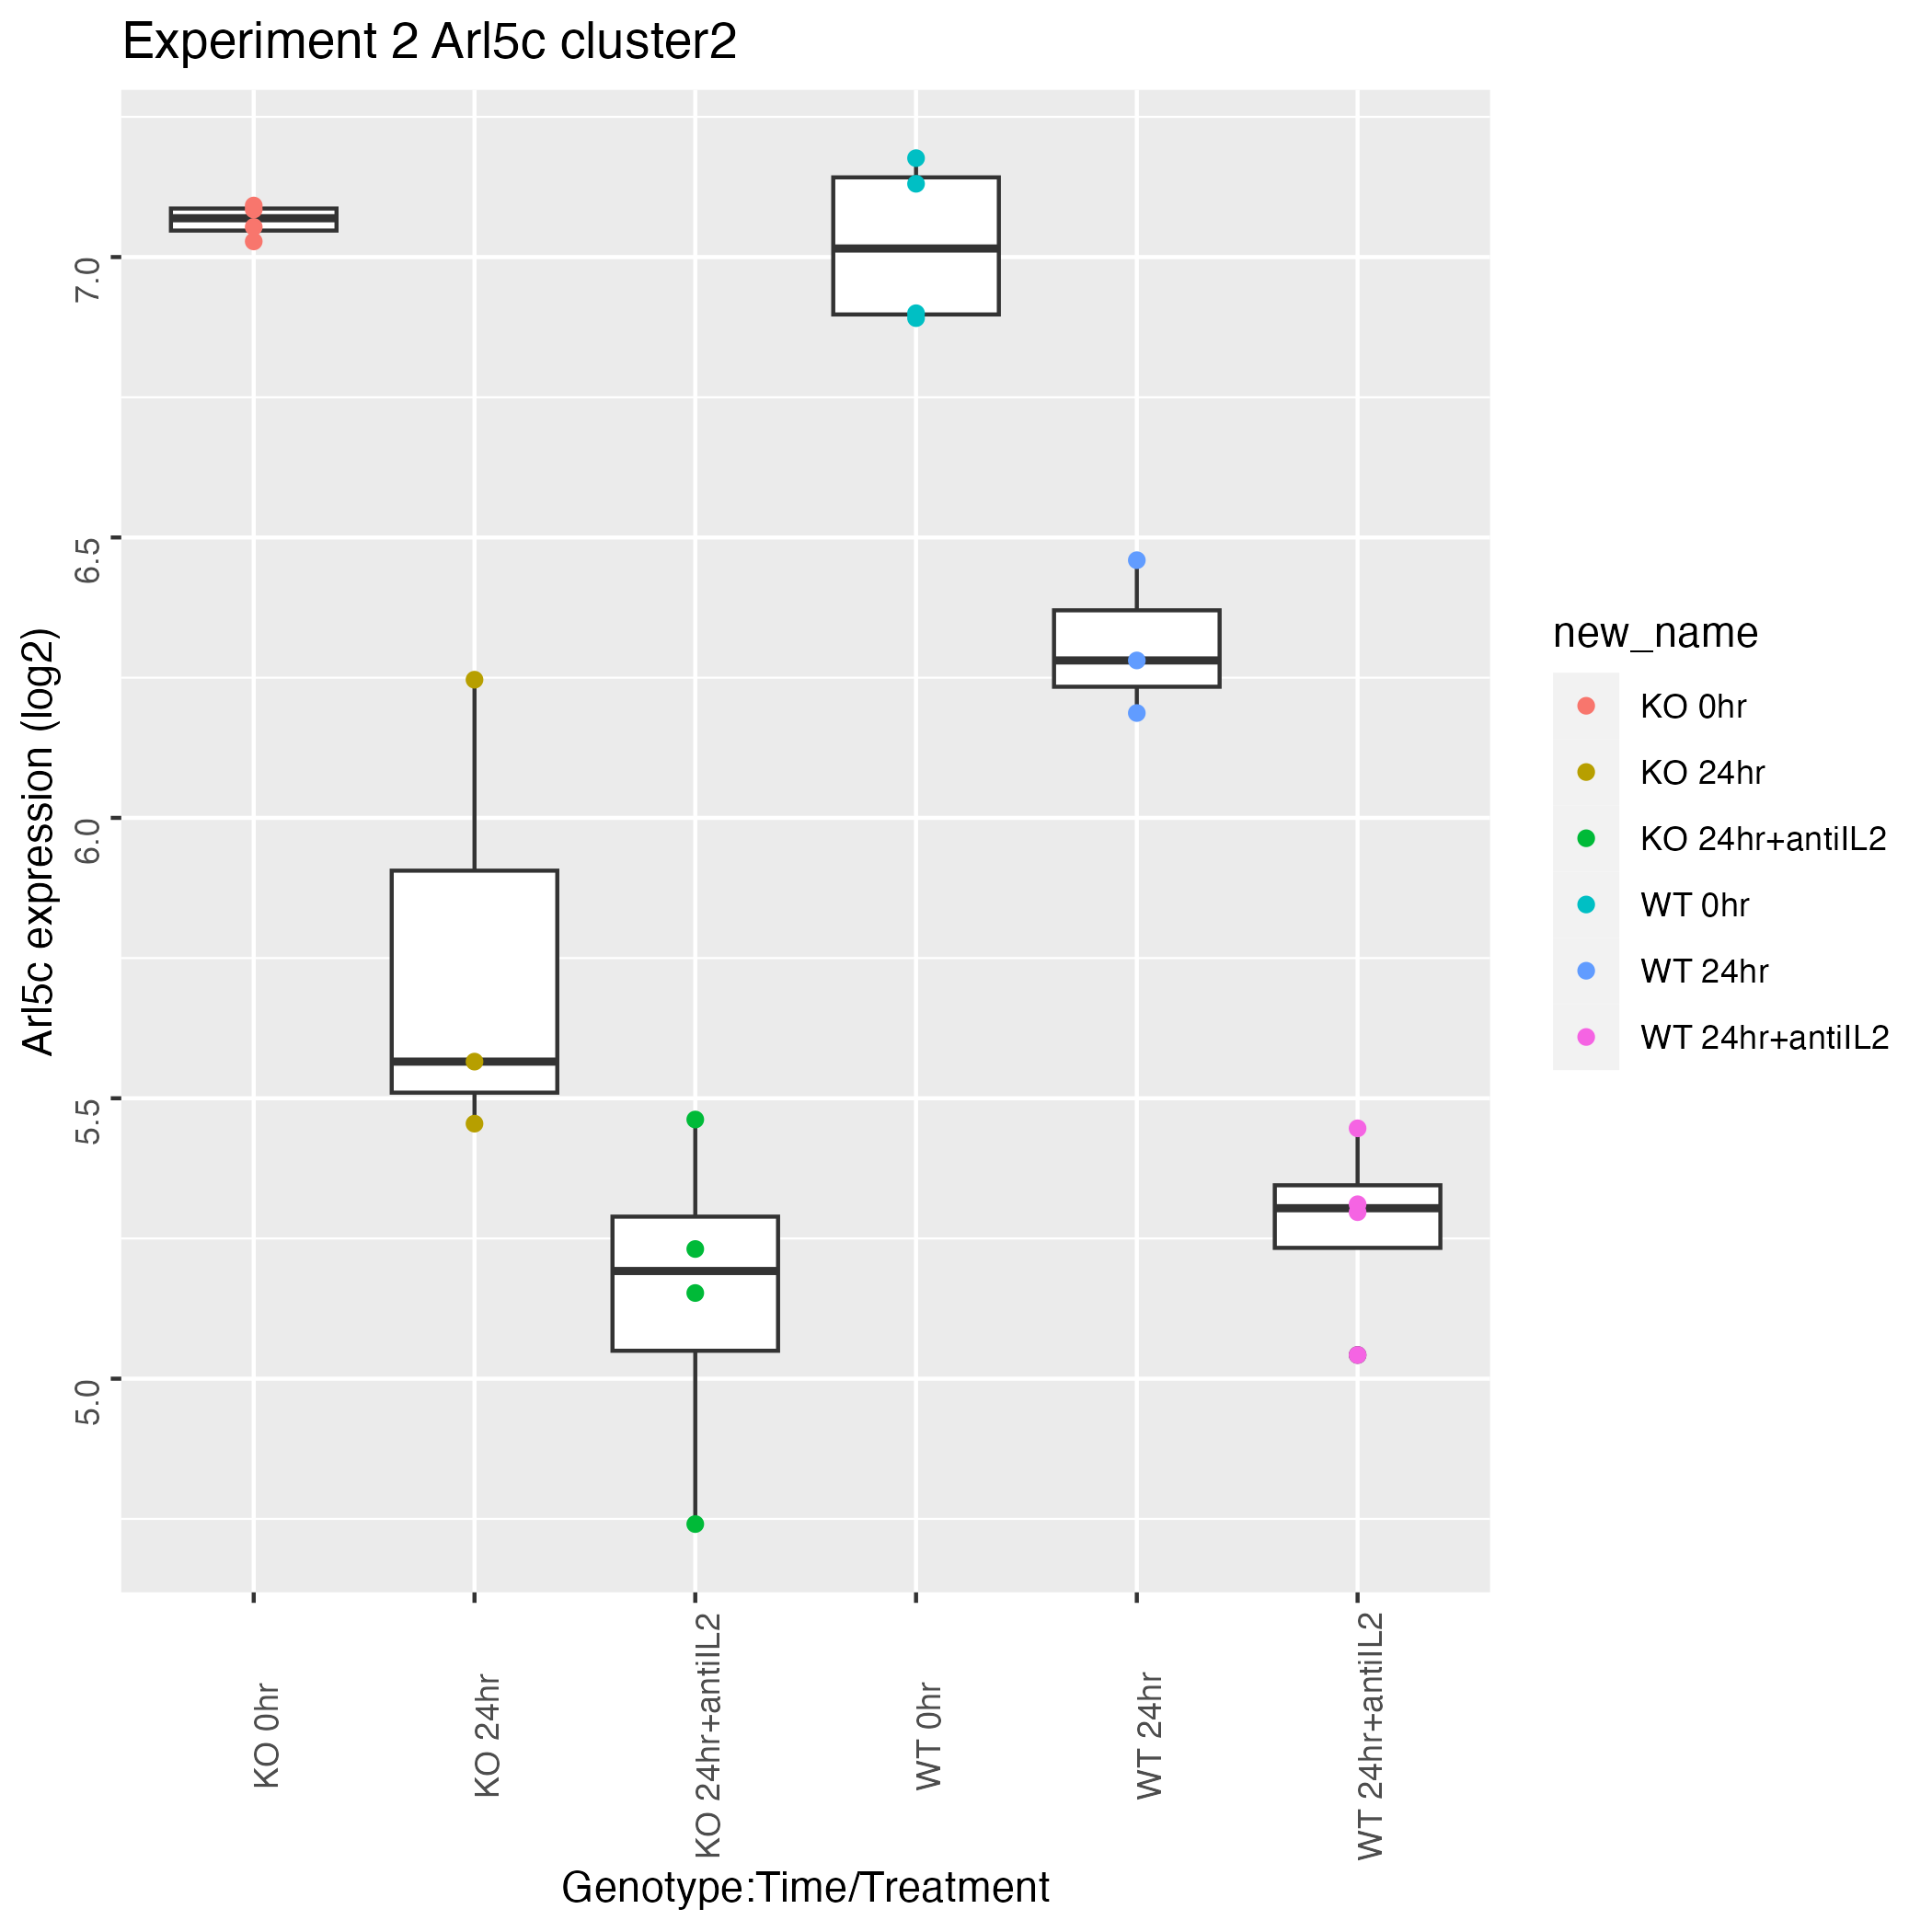 Experiment 2 Arl5c cluster2
Arl5c expression (log2)
7.0
6.5
6.0
5.5
5.0
KO 0hr
KO 24hr
KO 24hr+antiIL2
WT 0hr
WT 24hr
WT 24hr+antiIL2
Genotype:Time/Treatment
new_name
KO 0hr
KO 24hr
KO 24hr+antiIL2
WT 0hr
WT 24hr
WT 24hr+antiIL2